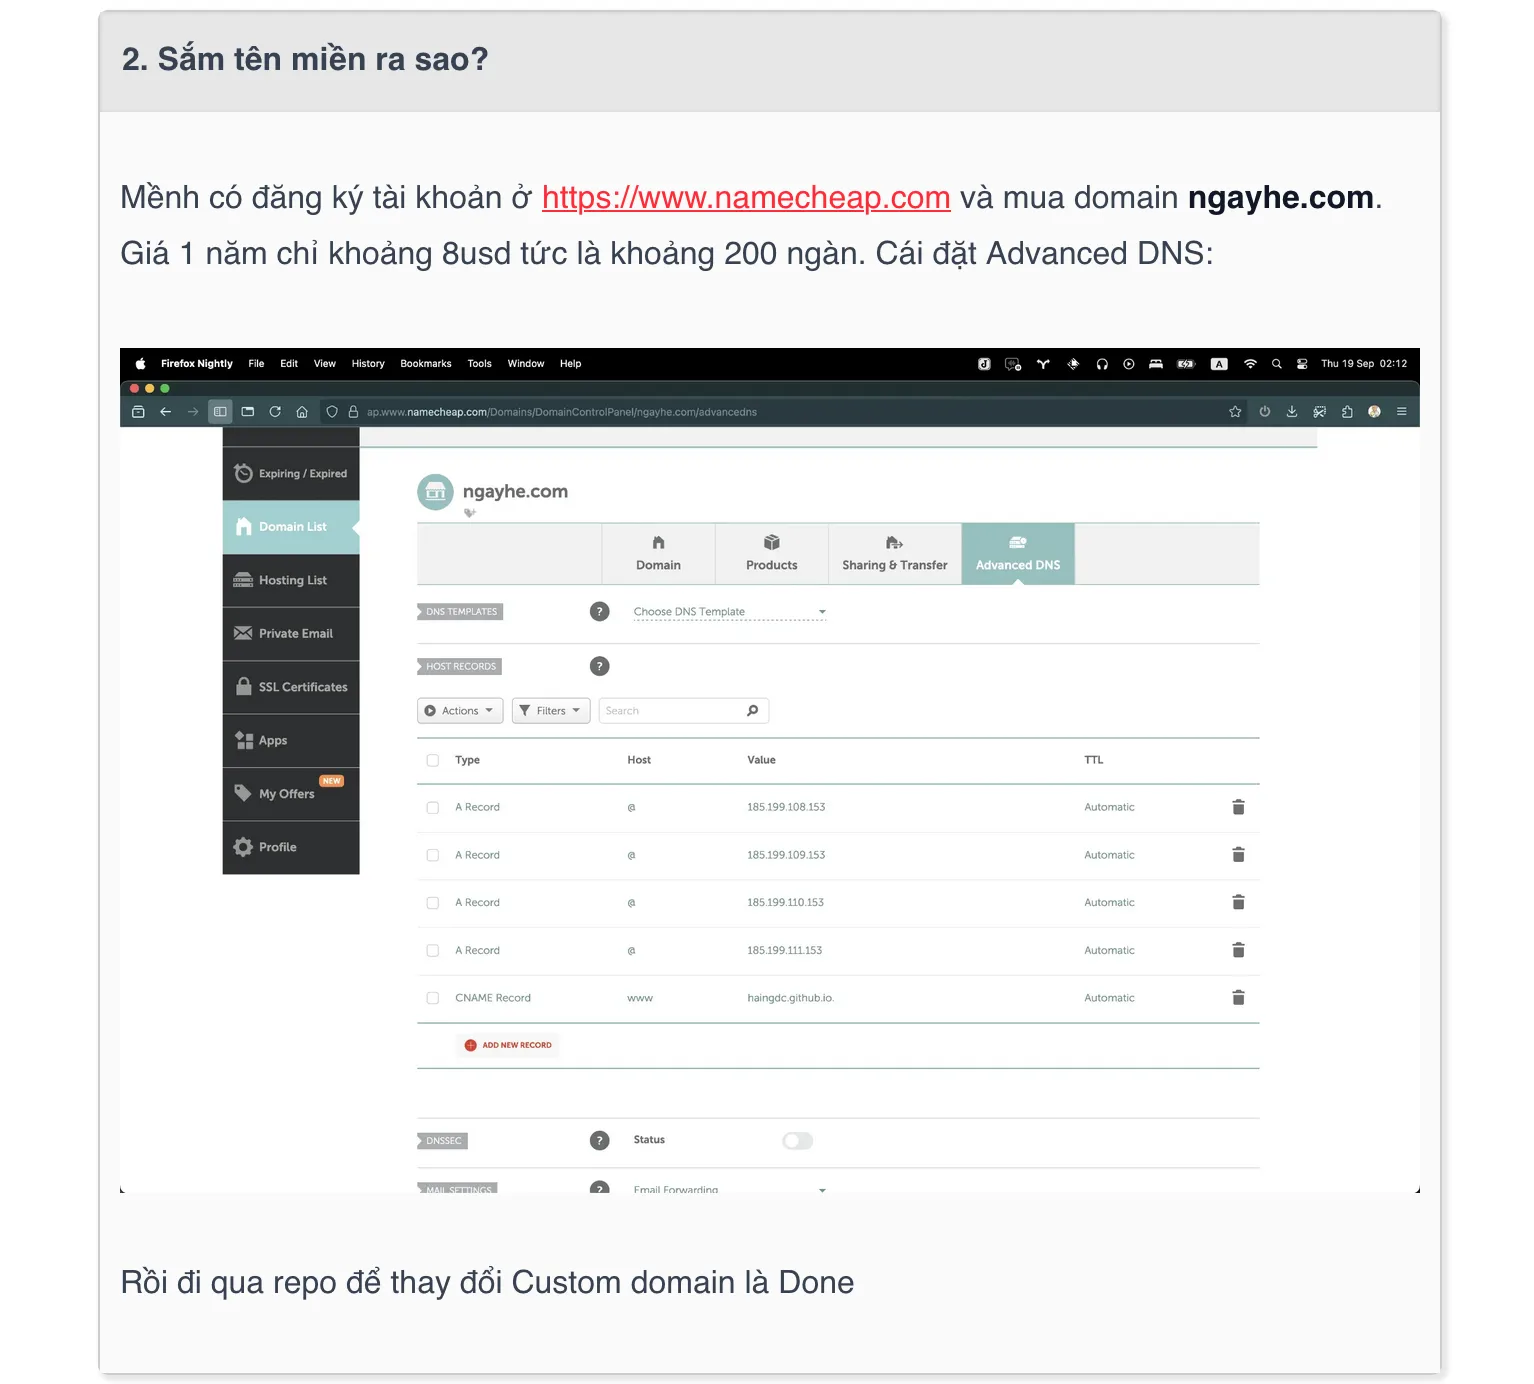 2. Sắm tên miền ra sao?
Mềnh có đăng ký tài khoản ở https://www.namecheap.com và mua domain ngayhe.com.
Giá 1 năm chỉ khoảng 8usd tức là khoảng 200 ngàn. Cái đặt Advanced DNS:
Firefox Nightly File Edit View History Bookmarks Tools Window Help A Thu 19 Sep 02:12
ap.www.namecheap.com/Domains/DomainControlPanel/ngayhe.com/advancedns
Expiring / Expired
Domain List
Hosting List
Private Email
SSL Certificates
Apps
My Offers NEW
Profile
ngayhe.com
Domain Products Sharing & Transfer Advanced DNS
DNS TEMPLATES ? Choose DNS Template
HOST RECORDS ?
Actions Filters Search
Type Host Value TTL
A Record @ 185.199.108.153 Automatic
A Record @ 185.199.109.153 Automatic
A Record @ 185.199.110.153 Automatic
A Record @ 185.199.111.153 Automatic
CNAME Record www haingdc.github.io. Automatic
ADD NEW RECORD
DNSSEC ? Status
MAIL SETTINGS ? Email Forwarding
Rồi đi qua repo để thay đổi Custom domain là Done